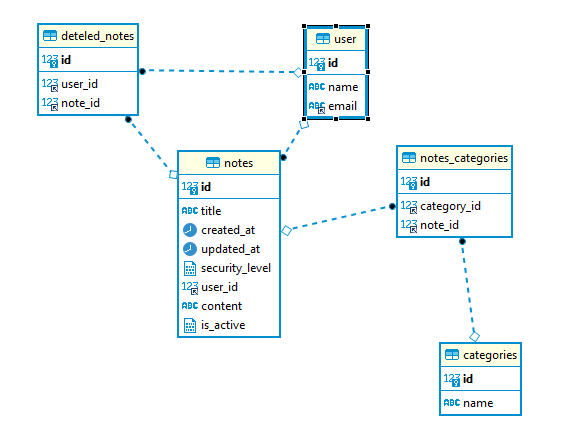 deteled_notes
123 id
123 user_id
123 note_id
user
123 id
ABC name
ABC email
notes
123 id
ABC title
created_at
updated_at
security_level
123 user_id
ABC content
is_active
notes_categories
123 id
123 category_id
123 note_id
categories
123 id
ABC name